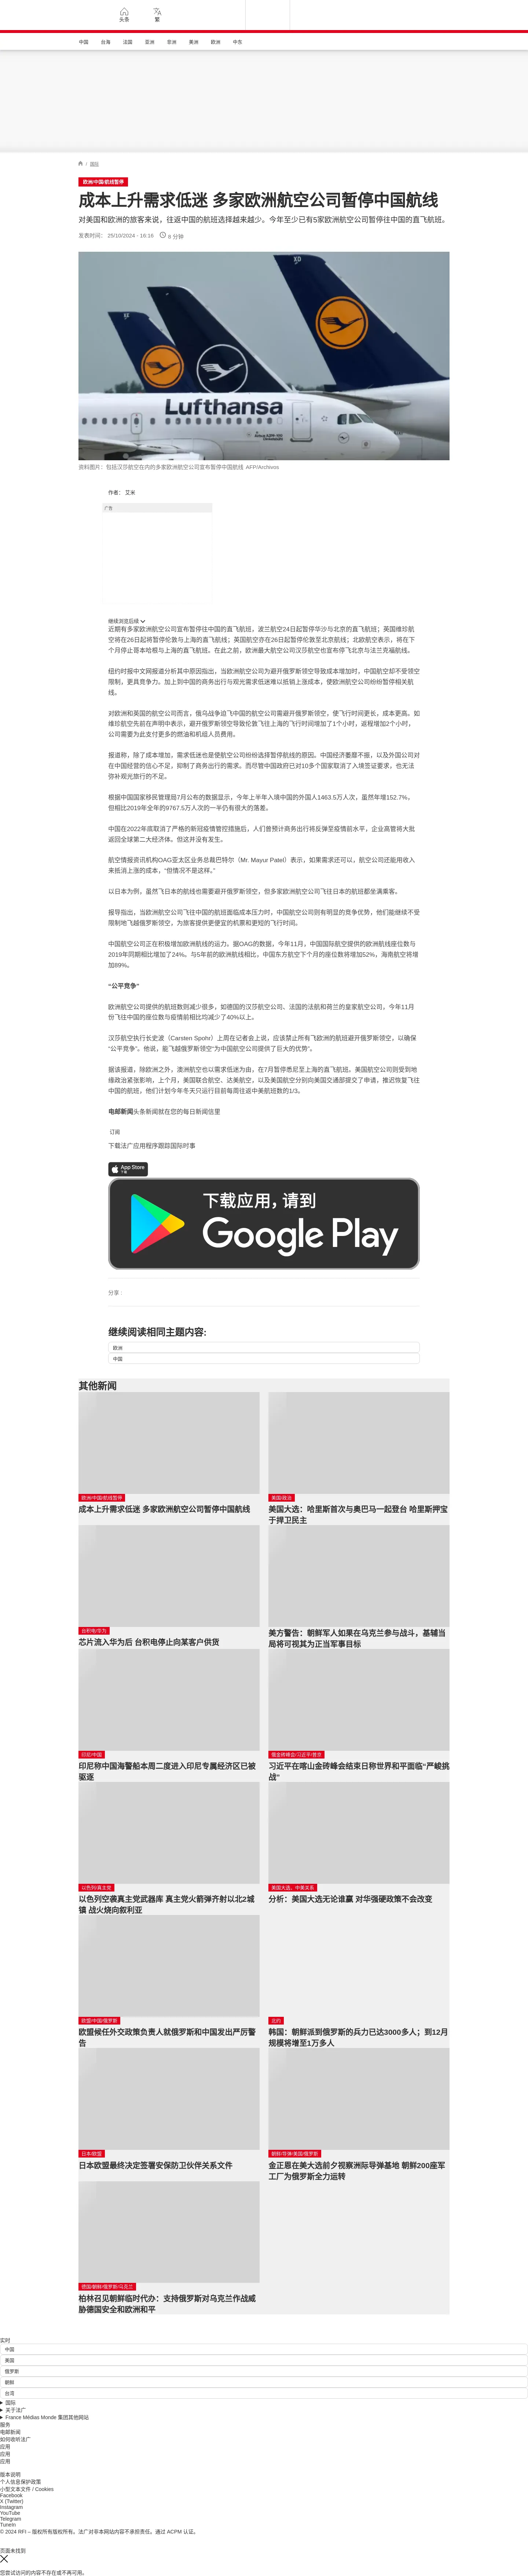 头条
繁
中国
台海
法国
亚洲
非洲
美洲
欧洲
中东
/ 国际
欧洲/中国/航线暂停
成本上升需求低迷 多家欧洲航空公司暂停中国航线
对美国和欧洲的旅客来说，往返中国的航班选择越来越少。今年至少已有5家欧洲航空公司暂停往中国的直飞航班。
发表时间： 25/10/2024 - 16:16
8 分钟
Lufthansa
资料图片：包括汉莎航空在内的多家欧洲航空公司宣布暂停中国航线 AFP/Archivos
作者： 艾米
广告
继续浏览后续
近期有多家欧洲航空公司宣布暂停往中国的直飞航班，波兰航空24日起暂停华沙与北京的直飞航班；英国维珍航
空将在26日起将暂停伦敦与上海的直飞航线；英国航空亦在26日起暂停伦敦至北京航线；北欧航空表示，将在下
个月停止哥本哈根与上海的直飞航班。在此之前，欧洲最大航空公司汉莎航空也宣布停飞北京与法兰克福航线。
纽约时报中文网报道分析其中原因指出，当欧洲航空公司为避开俄罗斯领空导致成本增加时，中国航空却不受领空
限制，更具竞争力。加上到中国的商务出行与观光需求低迷难以抵销上涨成本，使欧洲航空公司纷纷暂停相关航
线。
对欧洲和英国的航空公司而言，俄乌战争迫飞中国的航空公司需避开俄罗斯领空，使飞行时间更长，成本更高。如
维珍航空先前在声明中表示，避开俄罗斯领空导致伦敦飞往上海的飞行时间增加了1个小时，返程增加2个小时，
公司需要为此支付更多的燃油和机组人员费用。
报道称，除了成本增加，需求低迷也是使航空公司纷纷选择暂停航线的原因。中国经济萎靡不振，以及外国公司对
在中国经营的信心不足，抑制了商务出行的需求。而尽管中国政府已对10多个国家取消了入境签证要求，也无法
弥补观光旅行的不足。
根据中国国家移民管理局7月公布的数据显示，今年上半年入境中国的外国人1463.5万人次，虽然年增152.7%，
但相比2019年全年的9767.5万人次的一半仍有很大的落差。
中国在2022年底取消了严格的新冠疫情管控措施后，人们曾预计商务出行将反弹至疫情前水平，企业高管将大批
返回全球第二大经济体。但这并没有发生。
航空情报资讯机构OAG亚太区业务总裁巴特尔（Mr. Mayur Patel）表示，如果需求还可以，航空公司还能用收入
来抵消上涨的成本，“但情况不是这样。”
以日本为例，虽然飞日本的航线也需要避开俄罗斯领空，但多家欧洲航空公司飞往日本的航班都坐满乘客。
报导指出，当欧洲航空公司飞往中国的航班面临成本压力时，中国航空公司则有明显的竞争优势，他们能继续不受
限制地飞越俄罗斯领空，为旅客提供更便宜的机票和更短的飞行时间。
中国航空公司正在积极增加欧洲航线的运力。据OAG的数据，今年11月，中国国际航空提供的欧洲航线座位数与
2019年同期相比增加了24%。与5年前的欧洲航线相比，中国东方航空下个月的座位数将增加52%，海南航空将增
加89%。
“公平竞争”
欧洲航空公司提供的航班数则减少很多，如德国的汉莎航空公司、法国的法航和荷兰的皇家航空公司，今年11月
份飞往中国的座位数与疫情前相比均减少了40%以上。
汉莎航空执行长史波（Carsten Spohr）上周在记者会上说，应该禁止所有飞欧洲的航班避开俄罗斯领空，以确保
“公平竞争”。他说，能飞越俄罗斯领空“为中国航空公司提供了巨大的优势”。
据该报道，除欧洲之外，澳洲航空也以需求低迷为由，在7月暂停悉尼至上海的直飞航班。美国航空公司则受到地
缘政治紧张影响，上个月，美国联合航空、达美航空，以及美国航空分别向美国交通部提交了申请，推迟恢复飞往
中国的航班，他们计划今年冬天只运行目前每周往返中美航班数的1/3。
电邮新闻头条新闻就在您的每日新闻信里
订阅
下载法广应用程序跟踪国际时事
App Store
下载应用，请到
Google Play
分享 :
继续阅读相同主题内容:
欧洲
中国
其他新闻
欧洲/中国/航线暂停
成本上升需求低迷 多家欧洲航空公司暂停中国航线
美国/政治
美国大选：哈里斯首次与奥巴马一起登台 哈里斯押宝
于捍卫民主
台积电/华为
芯片流入华为后 台积电停止向某客户供货
美方警告：朝鲜军人如果在乌克兰参与战斗，基辅当
局将可视其为正当军事目标
印尼/中国
印尼称中国海警船本周二度进入印尼专属经济区已被
驱逐
俄金砖峰会/习近平/普京
习近平在喀山金砖峰会结束日称世界和平面临“严峻挑
战”
以色列/真主党
以色列空袭真主党武器库 真主党火箭弹齐射以北2城
镇 战火烧向叙利亚
美国大选、中美关系
分析：美国大选无论谁赢 对华强硬政策不会改变
欧盟/中国/俄罗斯
欧盟候任外交政策负责人就俄罗斯和中国发出严厉警
告
北约
韩国：朝鲜派到俄罗斯的兵力已达3000多人；到12月
规模将增至1万多人
日本/欧盟
日本欧盟最终决定签署安保防卫伙伴关系文件
朝鲜/导弹/美国/俄罗斯
金正恩在美大选前夕视察洲际导弹基地 朝鲜200座军
工厂为俄罗斯全力运转
德国/朝鲜/俄罗斯/乌克兰
柏林召见朝鲜临时代办：支持俄罗斯对乌克兰作战威
胁德国安全和欧洲和平
实时
中国
美国
俄罗斯
朝鲜
台湾
国际
关于法广
France Médias Monde 集团其他网站
服务
电邮新闻
如何收听法广
应用
应用
应用
版本说明
个人信息保护政策
小型文本文件 / Cookies
Facebook
X (Twitter)
Instagram
YouTube
Telegram
TuneIn
© 2024 RFI – 版权所有版权所有。法广对非本网站内容不承担责任。通过 ACPM 认证。
页面未找到
您尝试访问的内容不存在或不再可用。